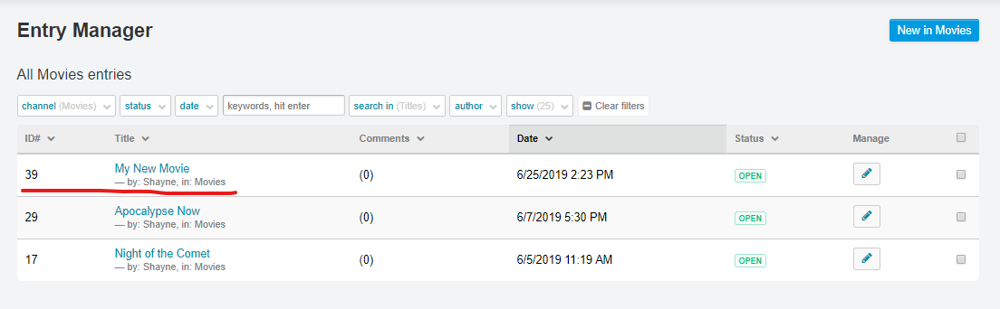 Entry Manager
New in Movies
All Movies entries
channel (Movies) status date keywords, hit enter search in (Titles) author show (25) Clear filters
ID# Title Comments Date Status Manage
39 My New Movie (0) 6/25/2019 2:23 PM OPEN
— by: Shayne, in: Movies
29 Apocalypse Now (0) 6/7/2019 5:30 PM OPEN
— by: Shayne, in: Movies
17 Night of the Comet (0) 6/5/2019 11:19 AM OPEN
— by: Shayne, in: Movies